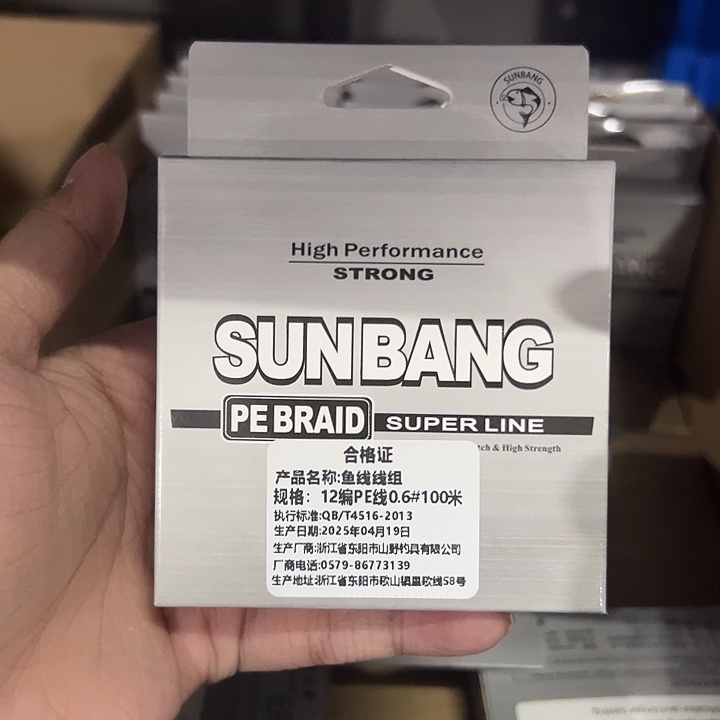 SUNBANG
High Performance
STRONG
SUNBANG
PE BRAID SUPER LINE
tch & High Strength
合格证
产品名称:鱼线线组
规格：12编PE线0.6#100米
执行标准:QB/T4516-2013
生产日期:2025年04月19日
生产厂商:浙江省东阳市山野钓具有限公司
厂商电话:0579-86773139
生产地址:浙江省东阳市歌山镇里歌线58号